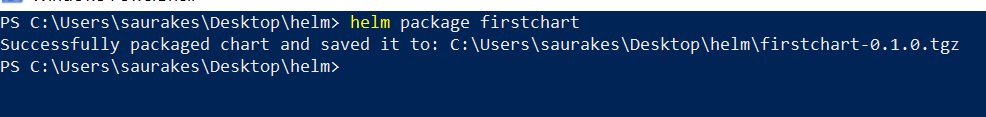 PS C:\Users\saurakes\Desktop\helm> helm package firstchart
Successfully packaged chart and saved it to: C:\Users\saurakes\Desktop\helm\firstchart-0.1.0.tgz
PS C:\Users\saurakes\Desktop\helm>